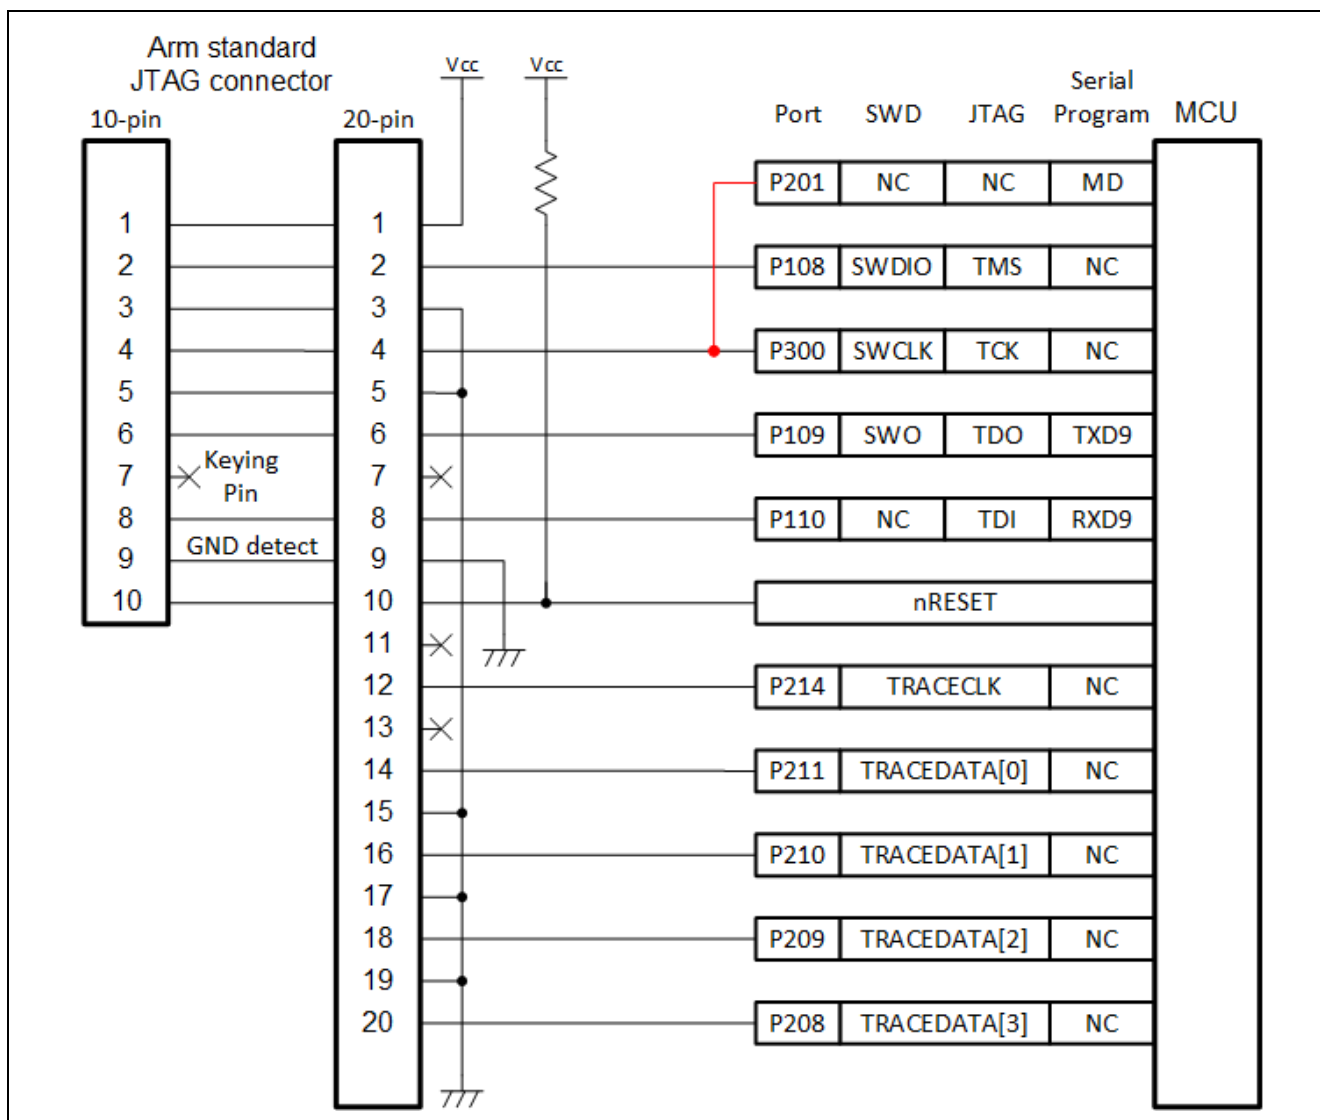 Arm standard
JTAG connector
10-pin
20-pin
Vcc
Vcc
Port
SWD
JTAG
Serial
Program
MCU
P201 NC NC MD
1 1
2 2 P108 SWDIO TMS NC
3 3
4 4 P300 SWCLK TCK NC
5 5
6 6 P109 SWO TDO TXD9
7 Keying
Pin
7
8 8 P110 NC TDI RXD9
9 GND detect 9
10 10 nRESET
11
12 P214 TRACECLK NC
13
14 P211 TRACEDATA[0] NC
15
16 P210 TRACEDATA[1] NC
17
18 P209 TRACEDATA[2] NC
19
20 P208 TRACEDATA[3] NC